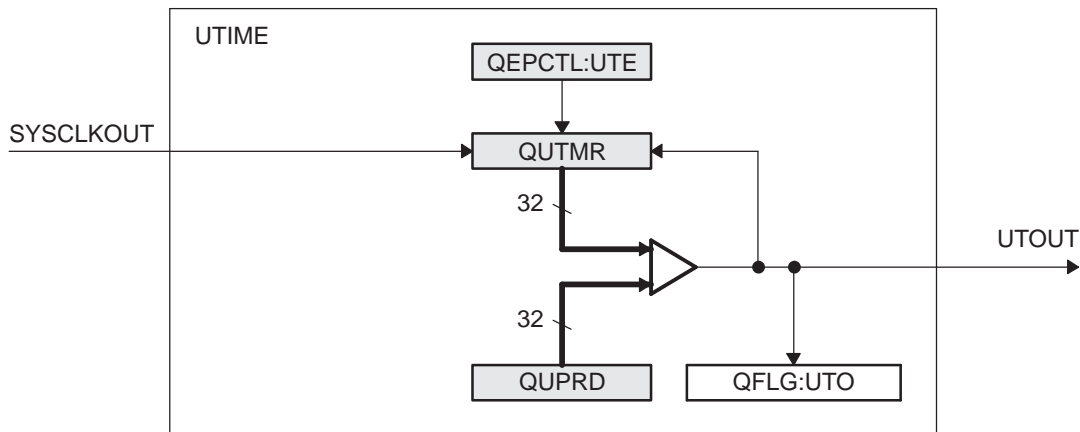 UTIME
QEPCTL:UTE
SYSCLKOUT
QUTMR
32
UTOUT
32
QUPRD
QFLG:UTO